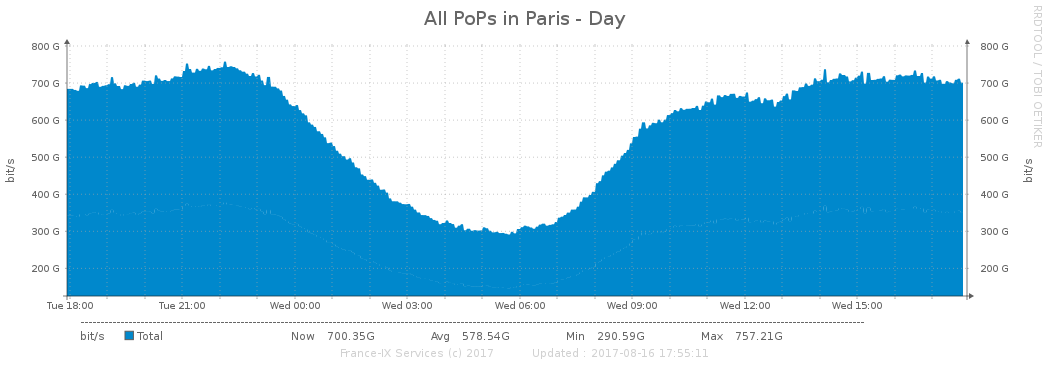 All PoPs in Paris - Day
RRDTOOL / TOBI OETIKER
bit/s
800 G
700 G
600 G
500 G
400 G
300 G
200 G
800 G
700 G
600 G
500 G
400 G
300 G
200 G
bit/s
Tue 18:00 Tue 21:00 Wed 00:00 Wed 03:00 Wed 06:00 Wed 09:00 Wed 12:00 Wed 15:00
bit/s Total Now 700.35G Avg 578.54G Min 290.59G Max 757.21G
France-IX Services (c) 2017 Updated : 2017-08-16 17:55:11